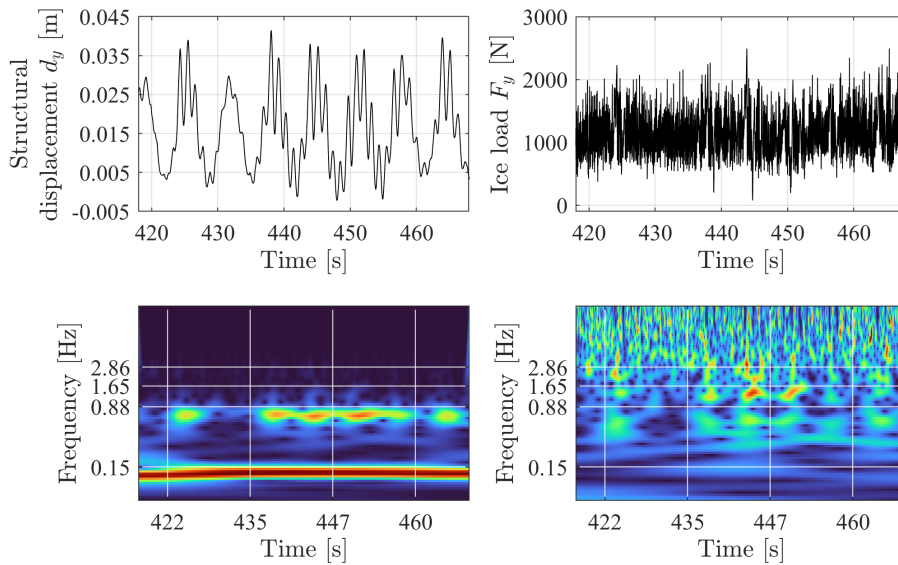 Structural
displacement d_y [m]
0.045
0.035
0.025
0.015
0.005
-0.005
420 430 440 450 460
Time [s]
Ice load F_y [N]
3000
2000
1000
0
420 430 440 450 460
Time [s]
Frequency [Hz]
2.86
1.65
0.88
0.15
422 435 447 460
Time [s]
Frequency [Hz]
2.86
1.65
0.88
0.15
422 435 447 460
Time [s]